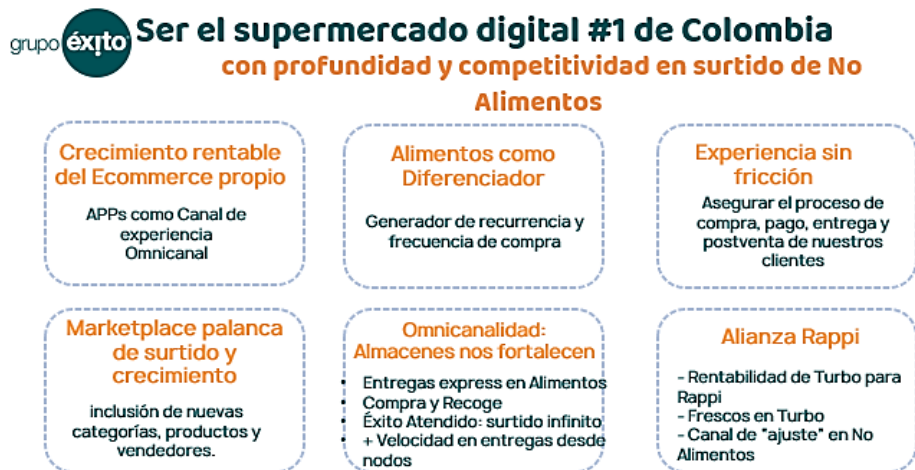 grupo éxito
Ser el supermercado digital #1 de Colombia
con profundidad y competitividad en surtido de No
Alimentos
Crecimiento rentable
del Ecommerce propio
APPs como Canal de
experiencia
Omnicanal
Alimentos como
Diferenciador
Generador de recurrencia y
frecuencia de compra
Experiencia sin
fricción
Asegurar el proceso de
compra, pago, entrega y
postventa de nuestros
clientes
Marketplace palanca
de surtido y
crecimiento
inclusión de nuevas
categorías, productos y
vendedores.
Omnicanalidad:
Almacenes nos fortalecen
• Entregas express en Alimentos
• Compra y Recoge
• Éxito Atendido: surtido infinito
• + Velocidad en entregas desde
nodos
Alianza Rappi
- Rentabilidad de Turbo para
Rappi
- Frescos en Turbo
- Canal de "ajuste" en No
Alimentos